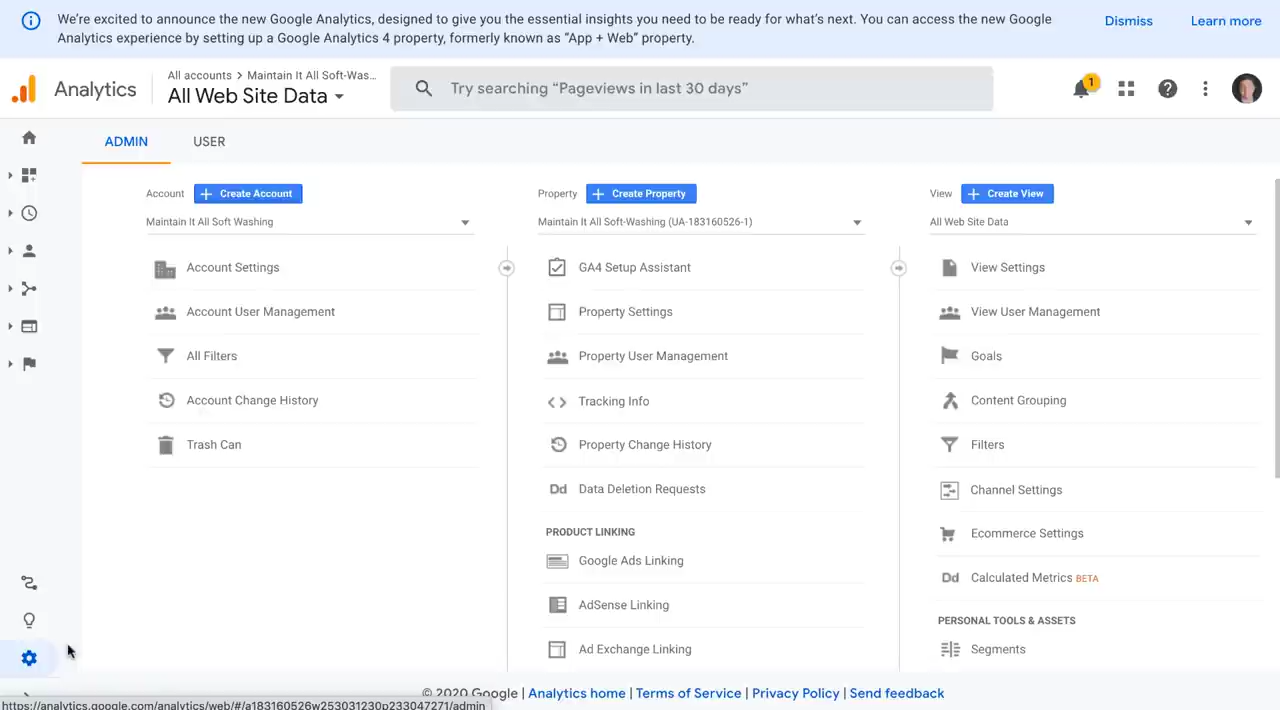 We're excited to announce the new Google Analytics, designed to give you the essential insights you need to be ready for what's next. You can access the new Google
Analytics experience by setting up a Google Analytics 4 property, formerly known as "App + Web" property.
Dismiss
Learn more
Analytics
All accounts > Maintain It All Soft-Was...
All Web Site Data
Try searching "Pageviews in last 30 days"
1
ADMIN
USER
Account
+ Create Account
Maintain It All Soft Washing
Account Settings
Account User Management
All Filters
Account Change History
Trash Can
Property
+ Create Property
Maintain It All Soft-Washing (UA-183160526-1)
GA4 Setup Assistant
Property Settings
Property User Management
Tracking Info
Property Change History
Dd Data Deletion Requests
PRODUCT LINKING
Google Ads Linking
AdSense Linking
Ad Exchange Linking
View
+ Create View
All Web Site Data
View Settings
View User Management
Goals
Content Grouping
Filters
Channel Settings
Ecommerce Settings
Dd Calculated Metrics BETA
PERSONAL TOOLS & ASSETS
Segments
© 2020 Google | Analytics home | Terms of Service | Privacy Policy | Send feedback
https://analytics.google.com/analytics/web/#/a183160526w253031230p233047271/admin